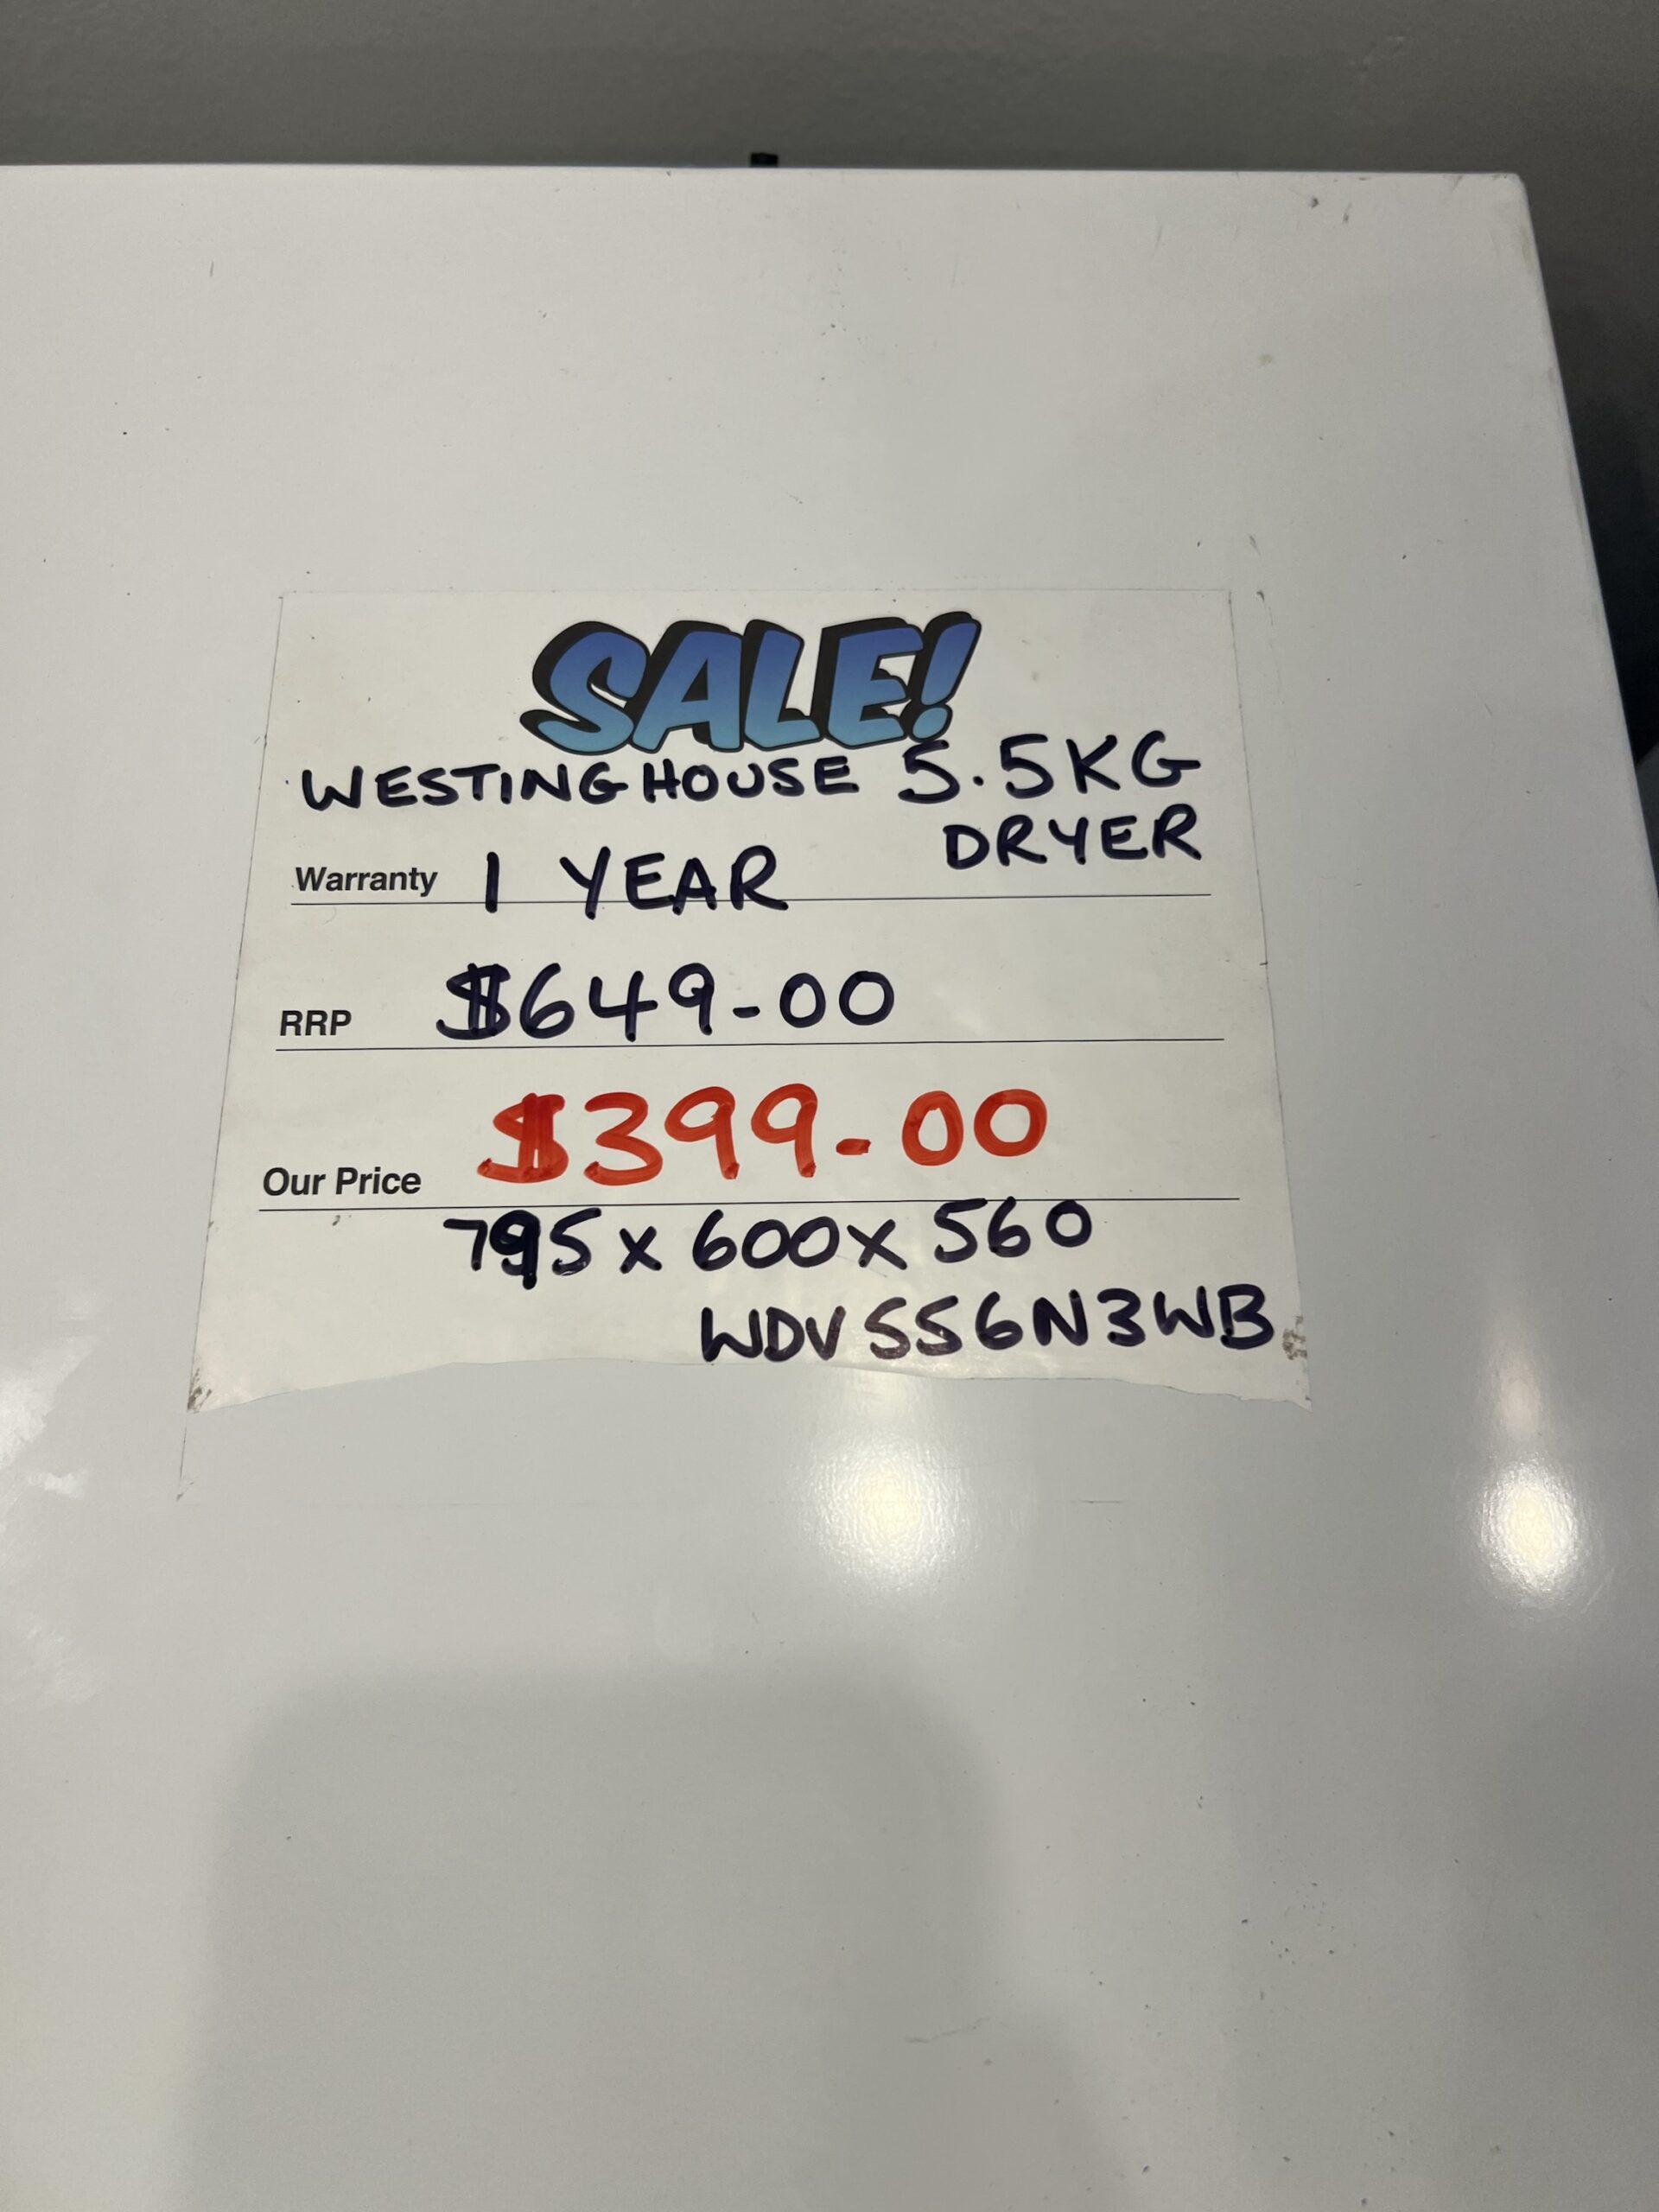 SALE!
WESTINGHOUSE 5.5KG
DRYER
Warranty 1 YEAR
RRP $649-00
Our Price $399-00
795 x 600 x 560
WDV556N3WB